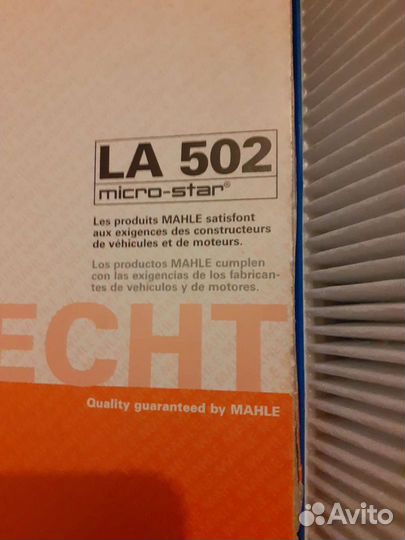 LA 502
micro-star®
Les produits MAHLE satisfont
aux exigences des constructeurs
de véhicules et de moteurs.
Los productos MAHLE cumplen
con las exigencias de los fabrican-
tes de vehículos y de motores.
ECHT
Quality guaranteed by MAHLE
Avito